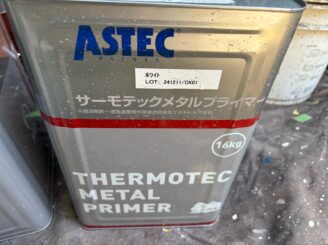 ASTEC
PAINTS
ホワイト
LOT: 241211/CK01
サーモテックメタルプライマー
16kg
THERMOTEC
METAL
PRIMER